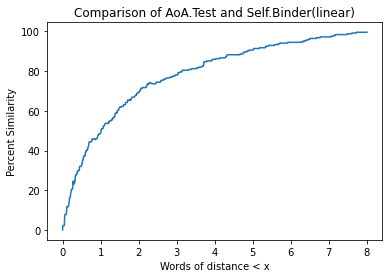 Comparison of AoA.Test and Self.Binder(linear)
Percent Similarity
100
80
60
40
20
0
0 1 2 3 4 5 6 7 8
Words of distance < x